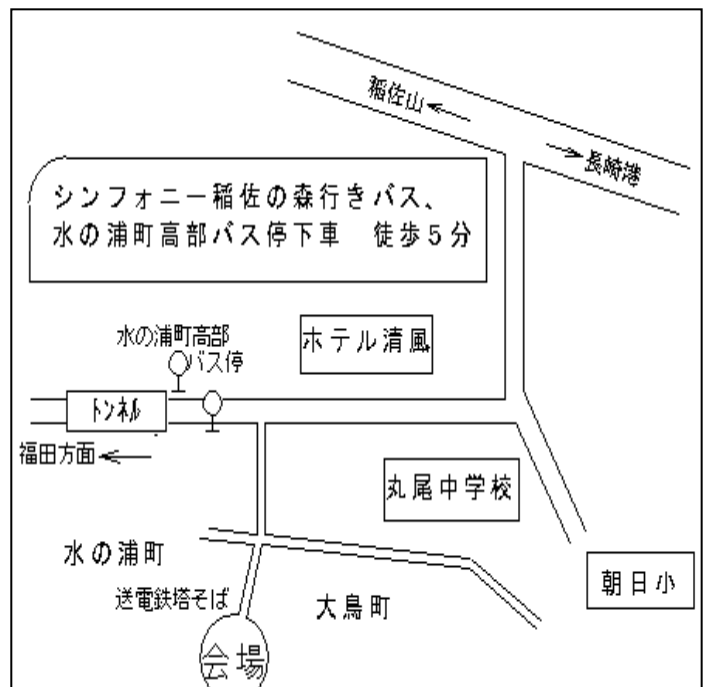 稲佐山
長崎港
シンフォニー稲佐の森行きバス、
水の浦町高部バス停下車 徒歩5分
水の浦町高部
バス停
ホテル清風
トンネル
福田方面
丸尾中学校
水の浦町
朝日小
送電鉄塔そば
大鳥町
会場